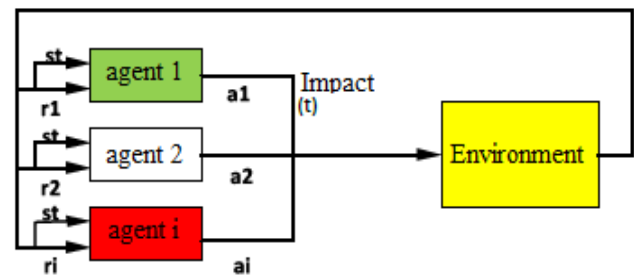 st
agent 1
r1
a1
Impact
(t)
st
agent 2
r2
a2
Environment
st
agent i
ri
ai